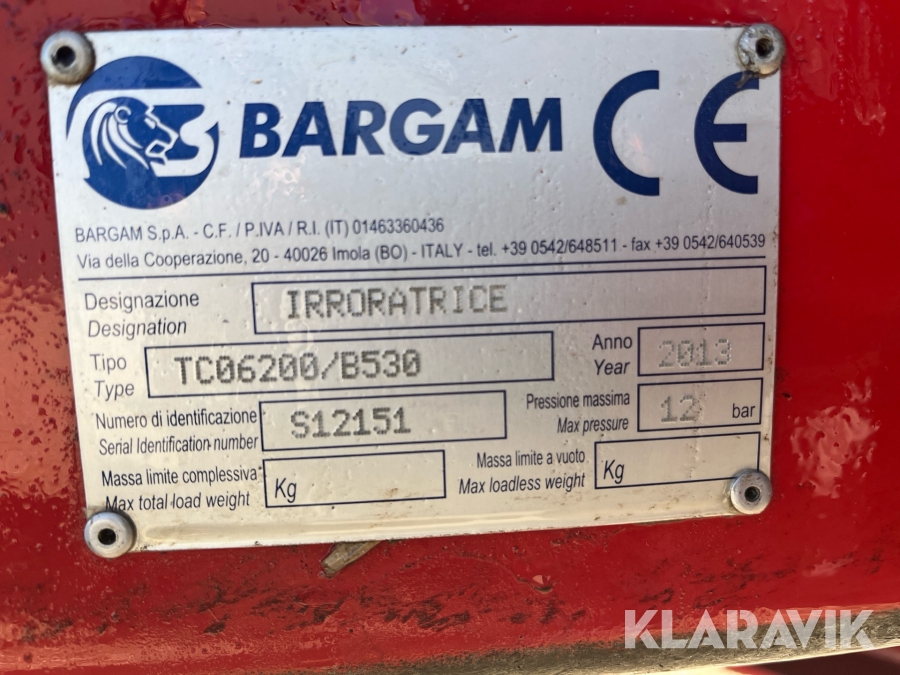 BARGAM CE
BARGAM S.p.A. - C.F. / P.IVA / R.I. (IT) 01463360436
Via della Cooperazione, 20 - 40026 Imola (BO) - ITALY - tel. +39 0542/648511 - fax +39 0542/640539
Designazione
Designation
IRRORATRICE
Tipo
Type
TC06200/B530
Anno
Year
2013
Numero di identificazione
Serial Identification number
S12151
Pressione massima
Max pressure
12 bar
Massa limite complessiva
Max total load weight
Kg
Massa limite a vuoto
Max loadless weight
Kg
KLARAVIK